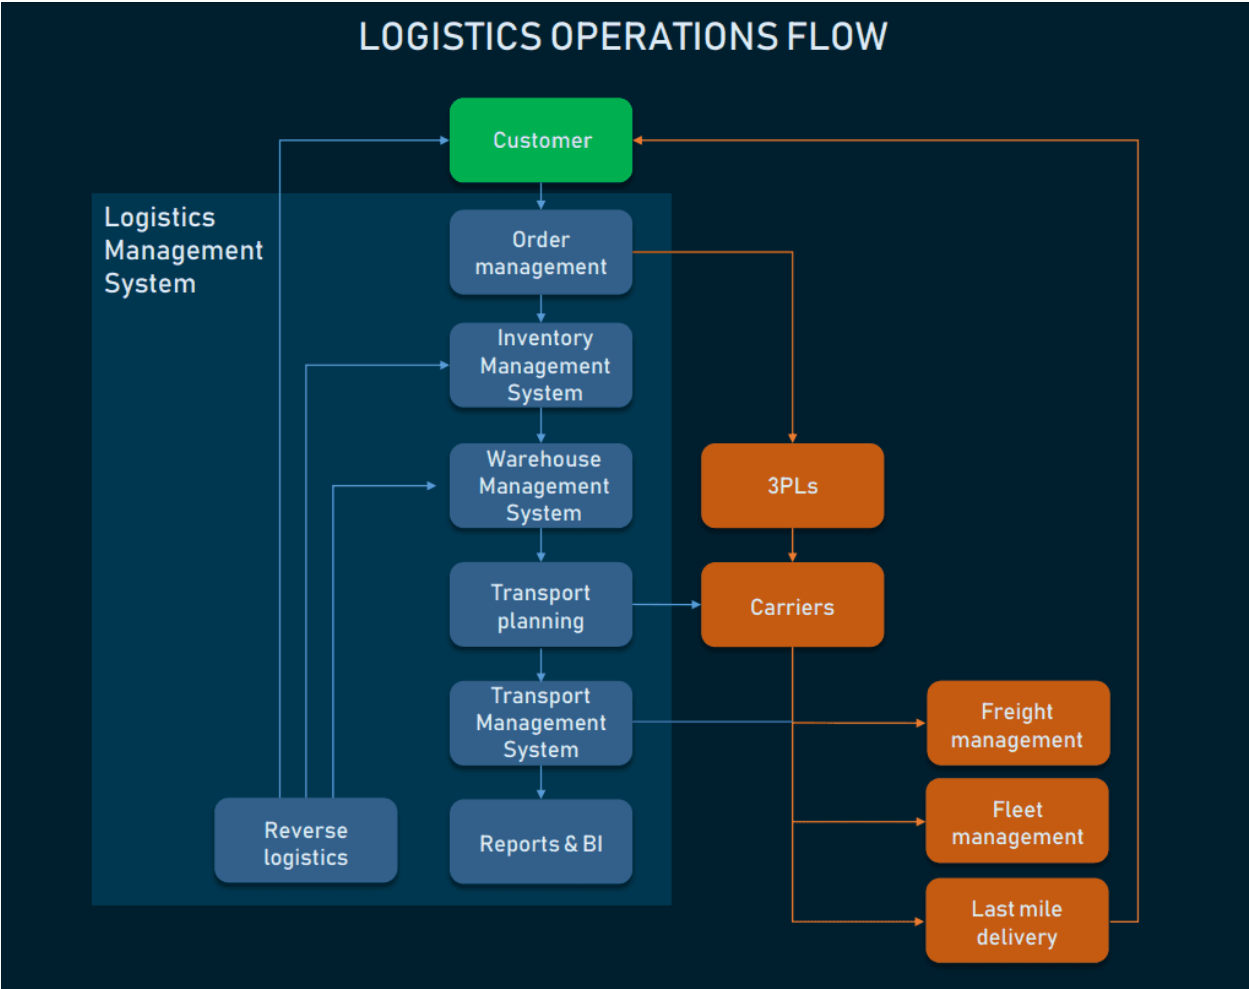 LOGISTICS OPERATIONS FLOW
Customer
Logistics
Management
System
Order
management
Inventory
Management
System
Warehouse
Management
System
3PLs
Transport
planning
Carriers
Transport
Management
System
Freight
management
Reverse
logistics
Reports & BI
Fleet
management
Last mile
delivery